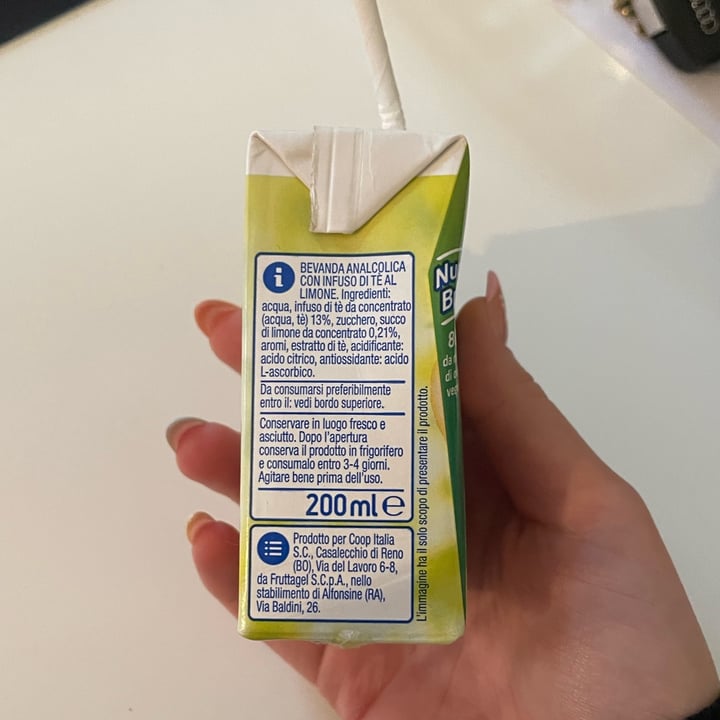 BEVANDA ANALCOLICA
CON INFUSO DI TÈ AL
LIMONE. Ingredienti:
acqua, infuso di tè da concentrato
(acqua, tè) 13%, zucchero, succo
di limone da concentrato 0,21%,
aromi, estratto di tè, acidificante:
acido citrico, antiossidante: acido
L-ascorbico.
Da consumarsi preferibilmente
entro il: vedi bordo superiore.
Conservare in luogo fresco e
asciutto. Dopo l'apertura
conserva il prodotto in frigorifero
e consumalo entro 3-4 giorni.
Agitare bene prima dell'uso.
200 ml e
Prodotto per Coop Italia
S.C., Casalecchio di Reno
(BO), Via del Lavoro 6-8,
da Fruttagel S.C.p.A., nello
stabilimento di Alfonsine (RA),
Via Baldini, 26.
L'immagine ha il solo scopo di presentare il prodotto.